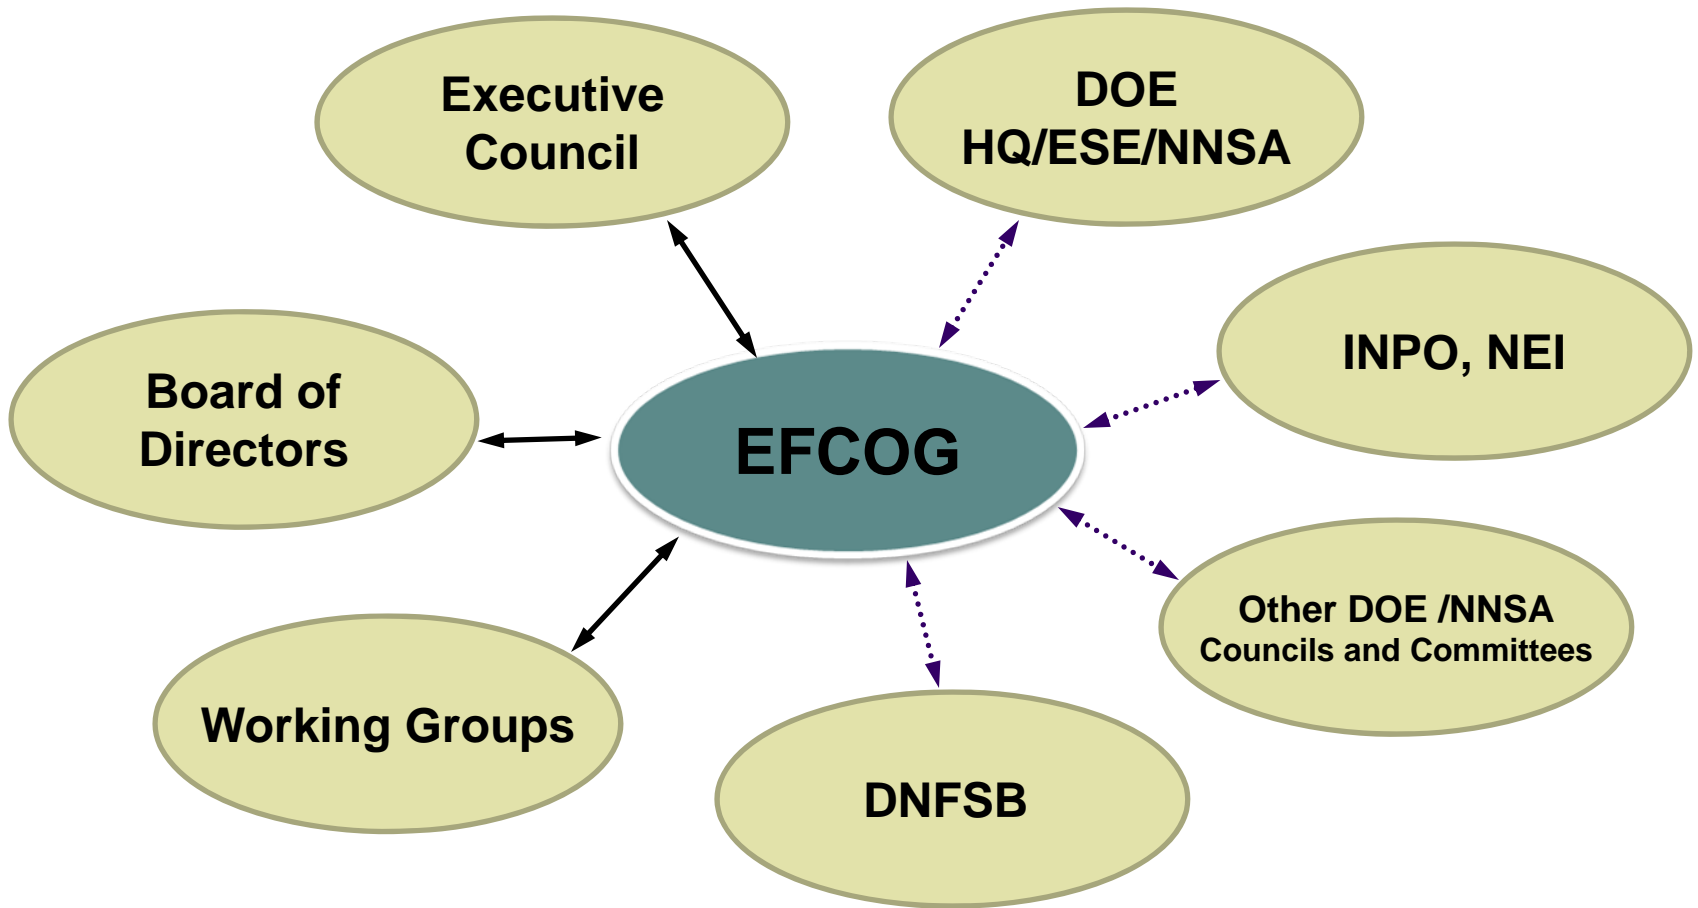 Executive
Council
DOE
HQ/ESE/NNSA
INPO, NEI
Board of
Directors
EFCOG
Other DOE /NNSA
Councils and Committees
Working Groups
DNFSB